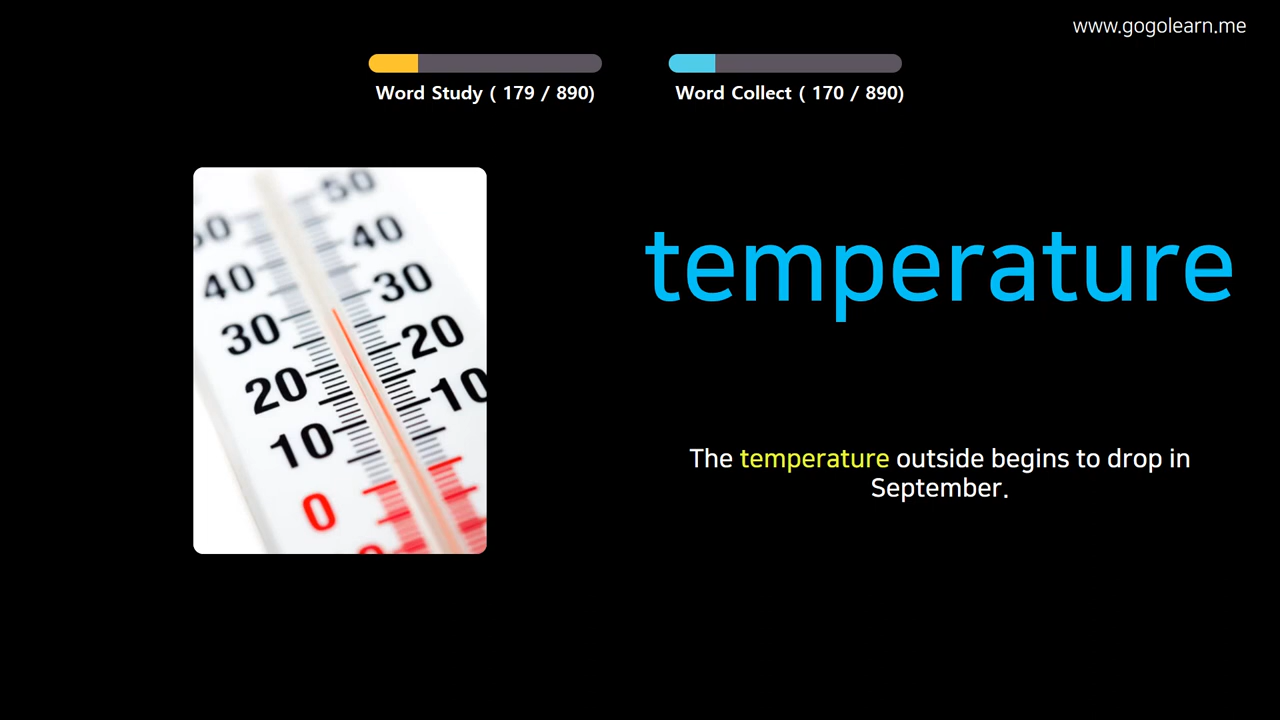 www.gogolearn.me
Word Study ( 179 / 890)
Word Collect ( 170 / 890)
50
40
40
30
30
20
20
10
10
0
temperature
The temperature outside begins to drop in
September.